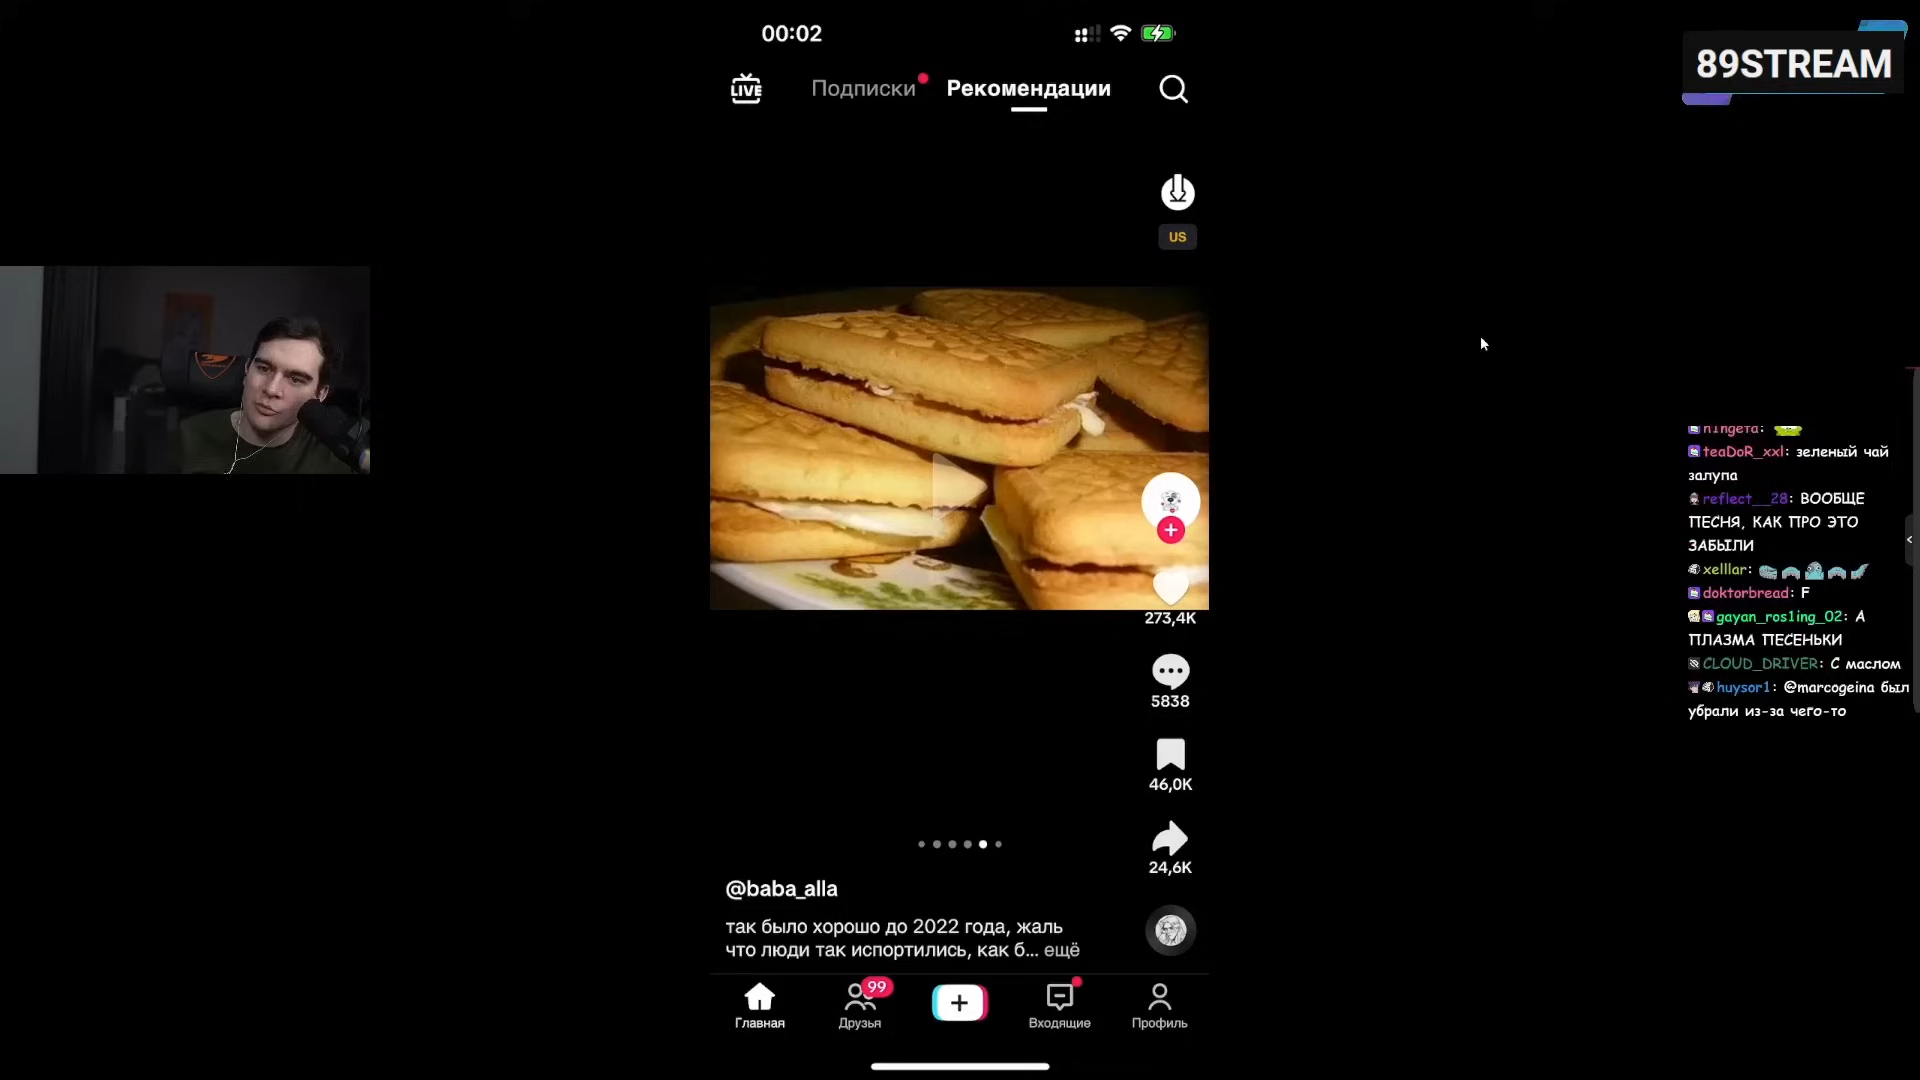 00:02
LIVE
Подписки
Рекомендации
89STREAM
US
273,4K
5838
46,0K
24,6K
@baba_alla
так было хорошо до 2022 года, жаль
что люди так испортились, как б... ещё
Главная
99
Друзья
Входящие
Профиль
n1ngeta:
teaDoR_xxl: зеленый чай
залупа
reflect__28: ВООБЩЕ
ПЕСНЯ, КАК ПРО ЭТО
ЗАБЫЛИ
xelllar:
doktorbread: F
gayan_ros1ing_02: А
ПЛАЗМА ПЕСЕНЬКИ
CLOUD_DRIVER: С маслом
huysor1: @marcogeina был
убрали из-за чего-то